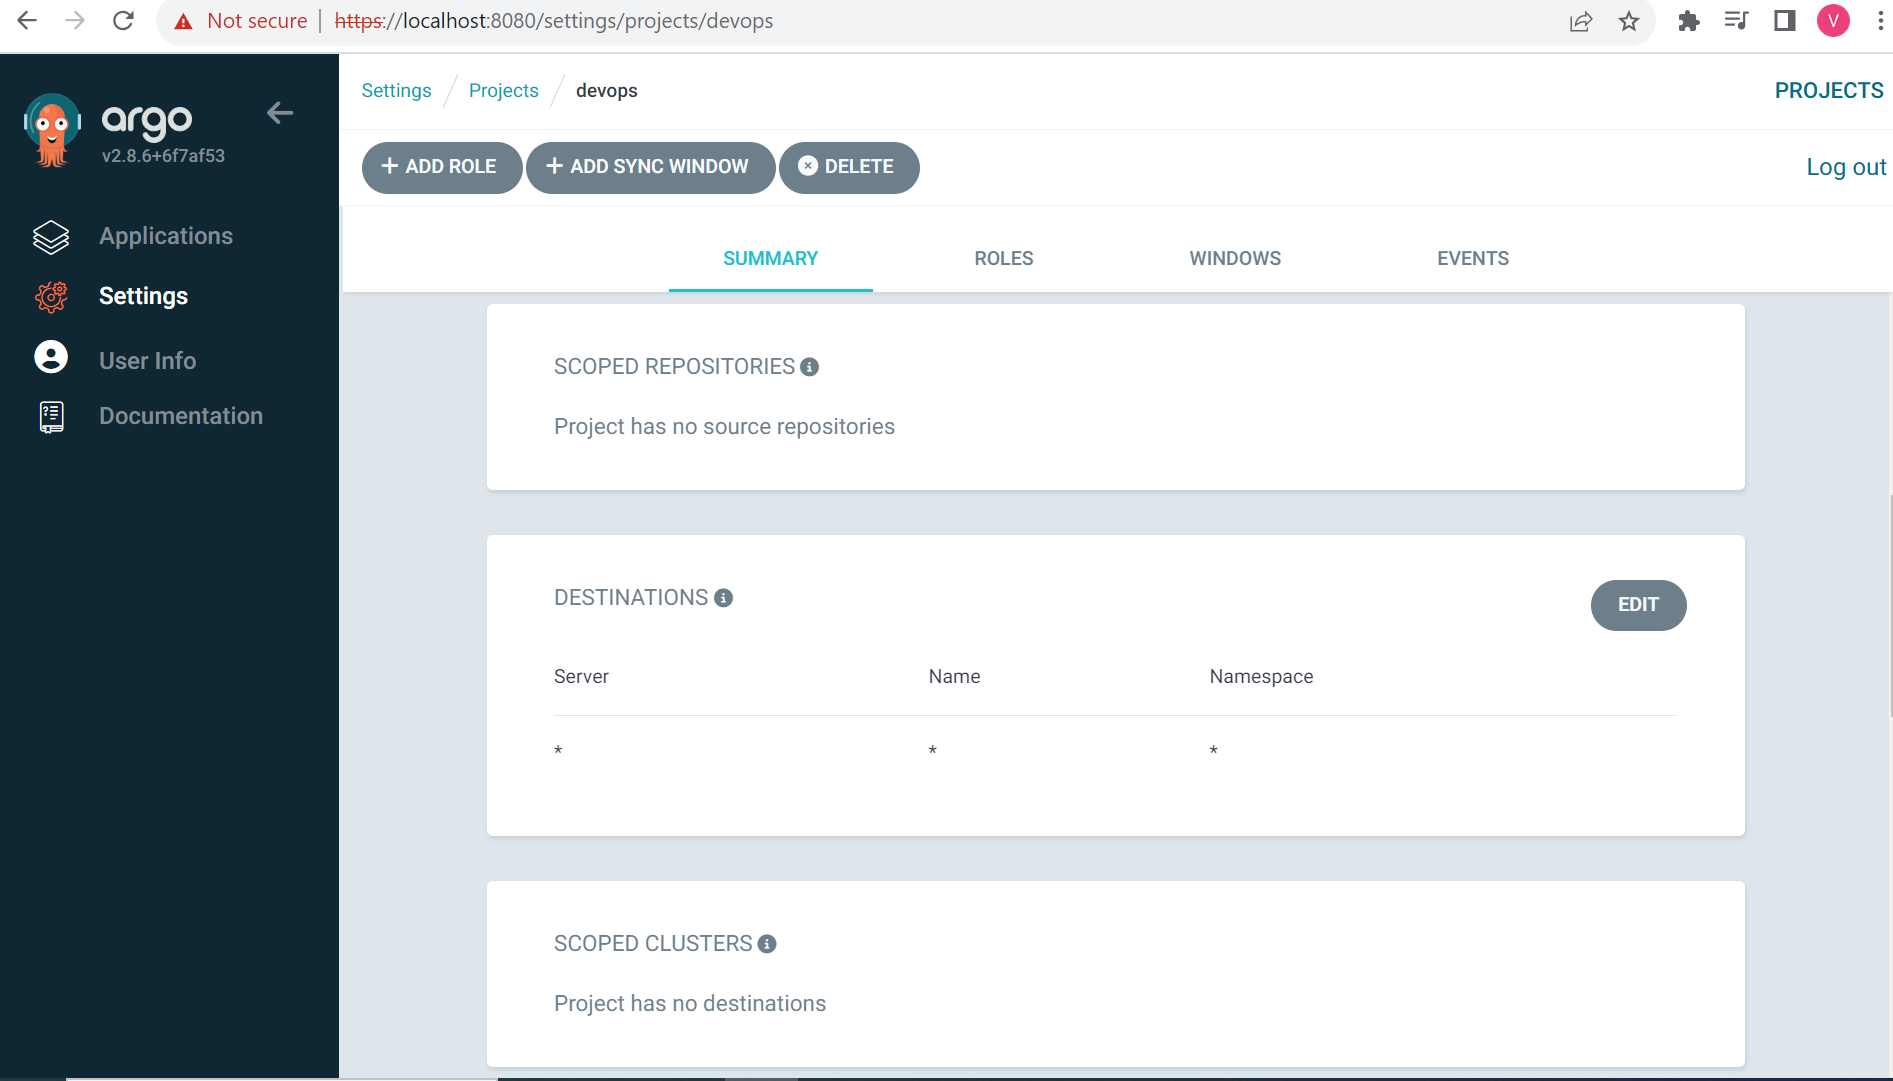 Not secure | https://localhost:8080/settings/projects/devops
V
argo
v2.8.6+6f7af53
Applications
Settings
User Info
Documentation
Settings / Projects / devops
PROJECTS
+ ADD ROLE
+ ADD SYNC WINDOW
DELETE
Log out
SUMMARY
ROLES
WINDOWS
EVENTS
SCOPED REPOSITORIES
Project has no source repositories
DESTINATIONS
EDIT
Server Name Namespace
* * *
SCOPED CLUSTERS
Project has no destinations